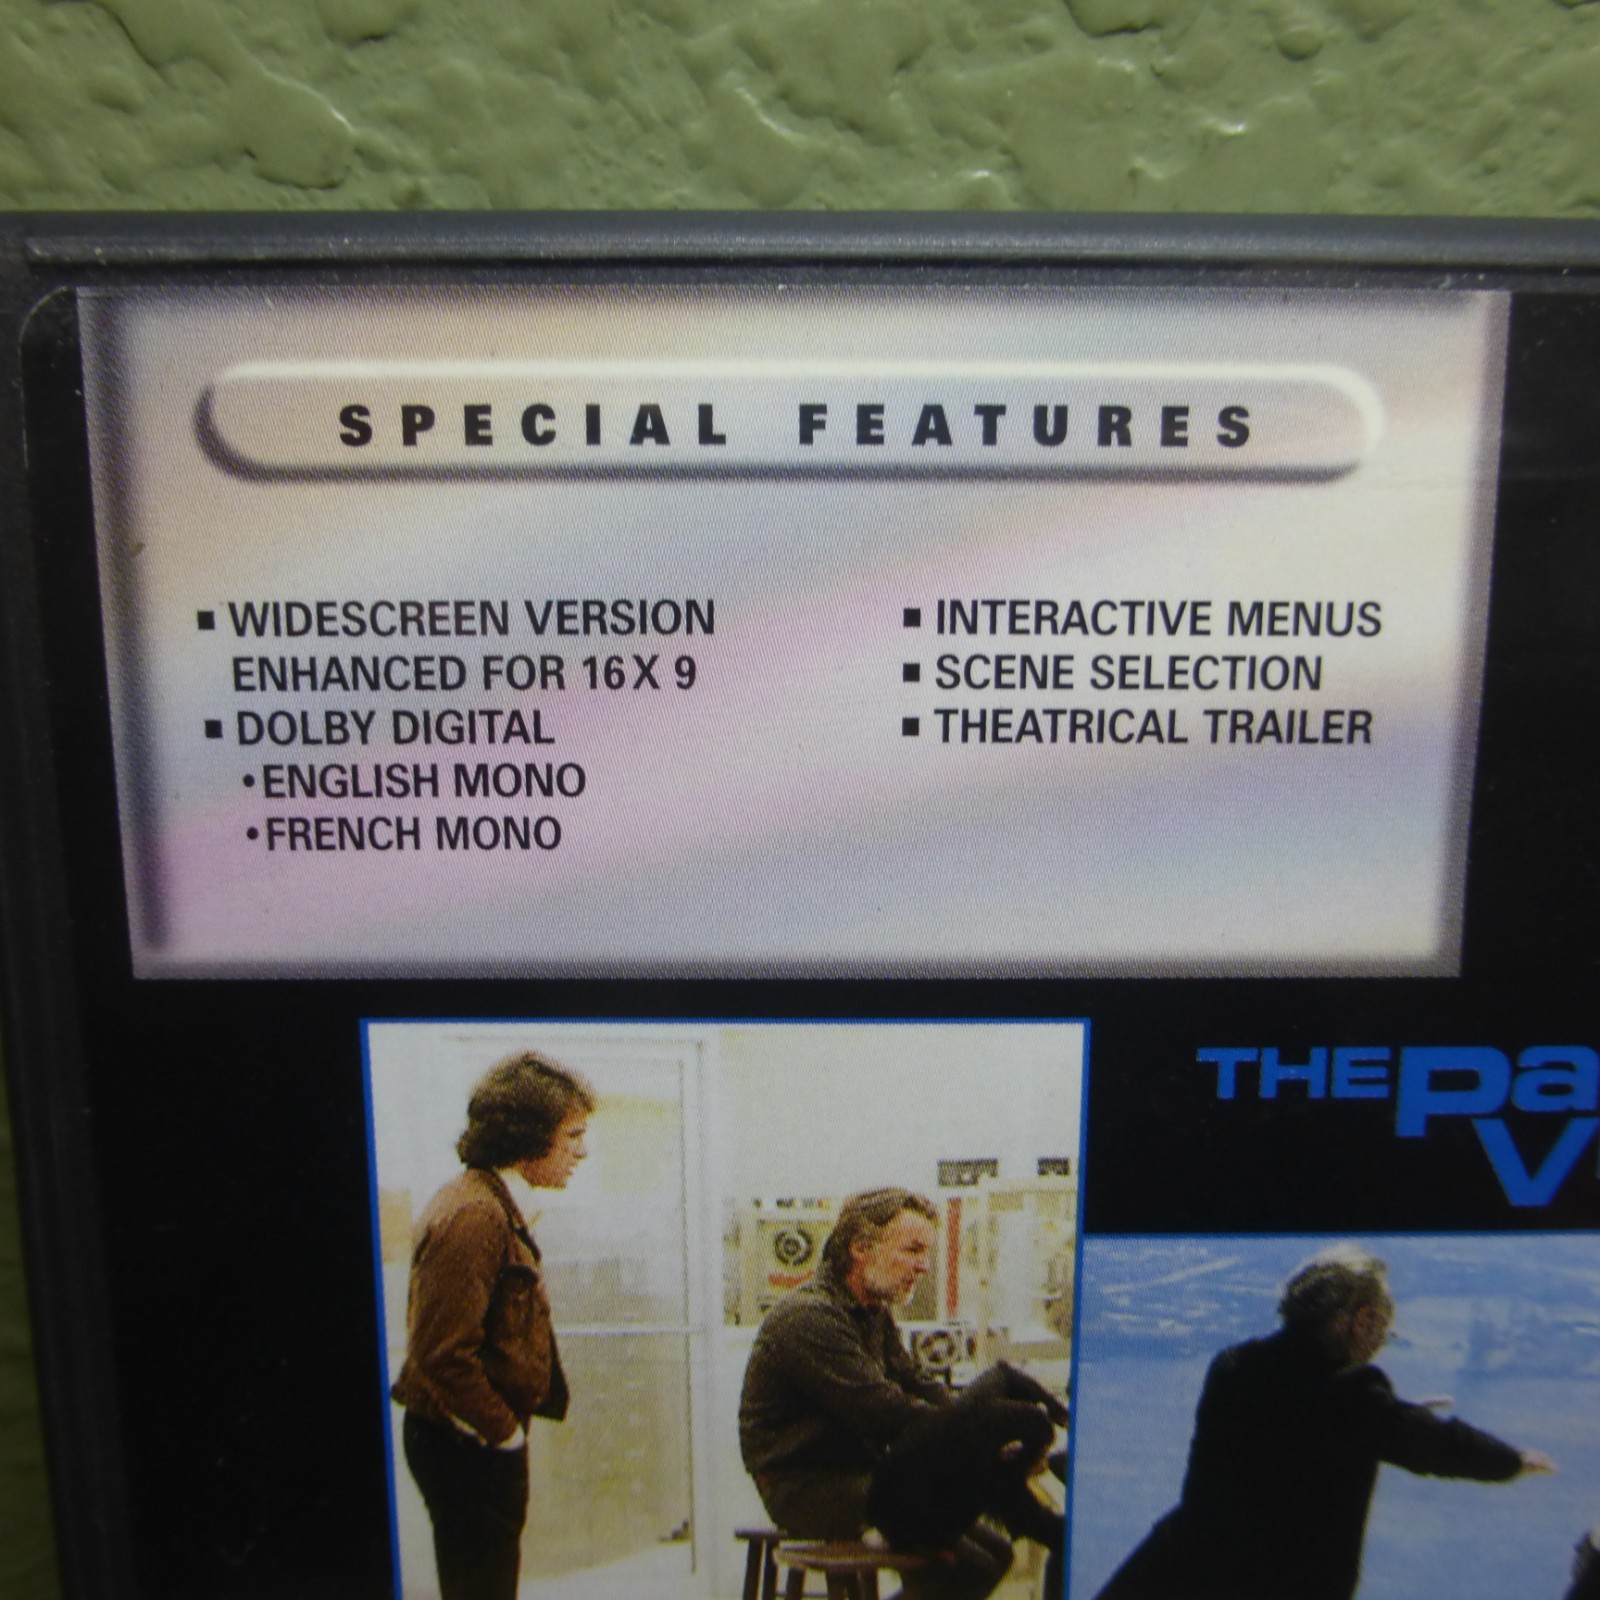 SPECIAL FEATURES
▪ WIDESCREEN VERSION
ENHANCED FOR 16 X 9
▪ DOLBY DIGITAL
• ENGLISH MONO
• FRENCH MONO
▪ INTERACTIVE MENUS
▪ SCENE SELECTION
▪ THEATRICAL TRAILER
THE pa
V